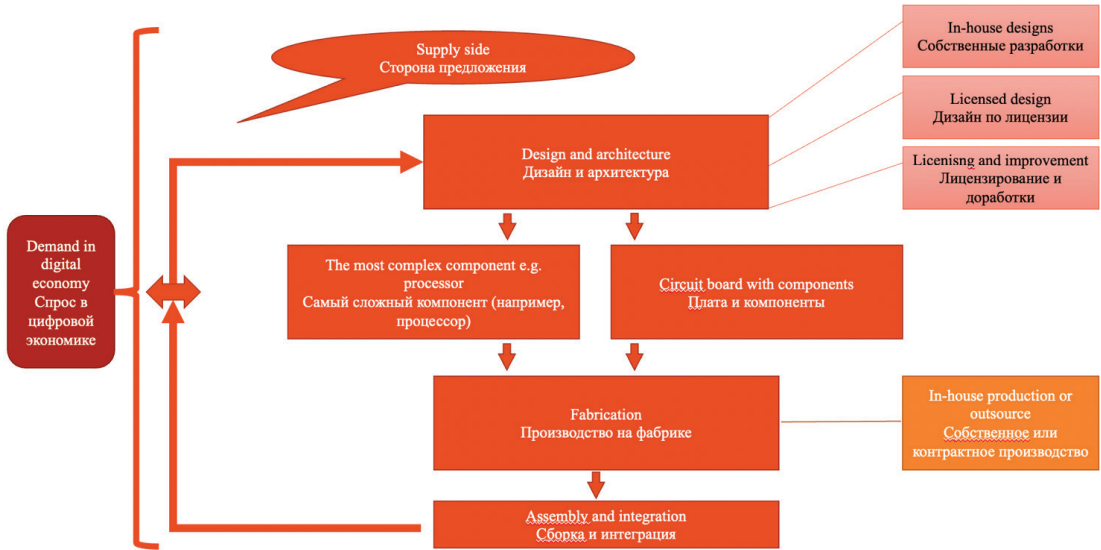 Supply side
Сторона предложения
In-house designs
Собственные разработки
Licensed design
Дизайн по лицензии
Licenisng and improvement
Лицензирование и
доработки
Design and architecture
Дизайн и архитектура
Demand in
digital
economy
Спрос в
цифровой
экономике
The most complex component e.g.
processor
Самый сложный компонент (например,
процессор)
Circuit board with components
Плата и компоненты
Fabrication
Производство на фабрике
In-house production or
outsource
Собственное или
контрактное производство
Assembly and integration
Сборка и интеграция